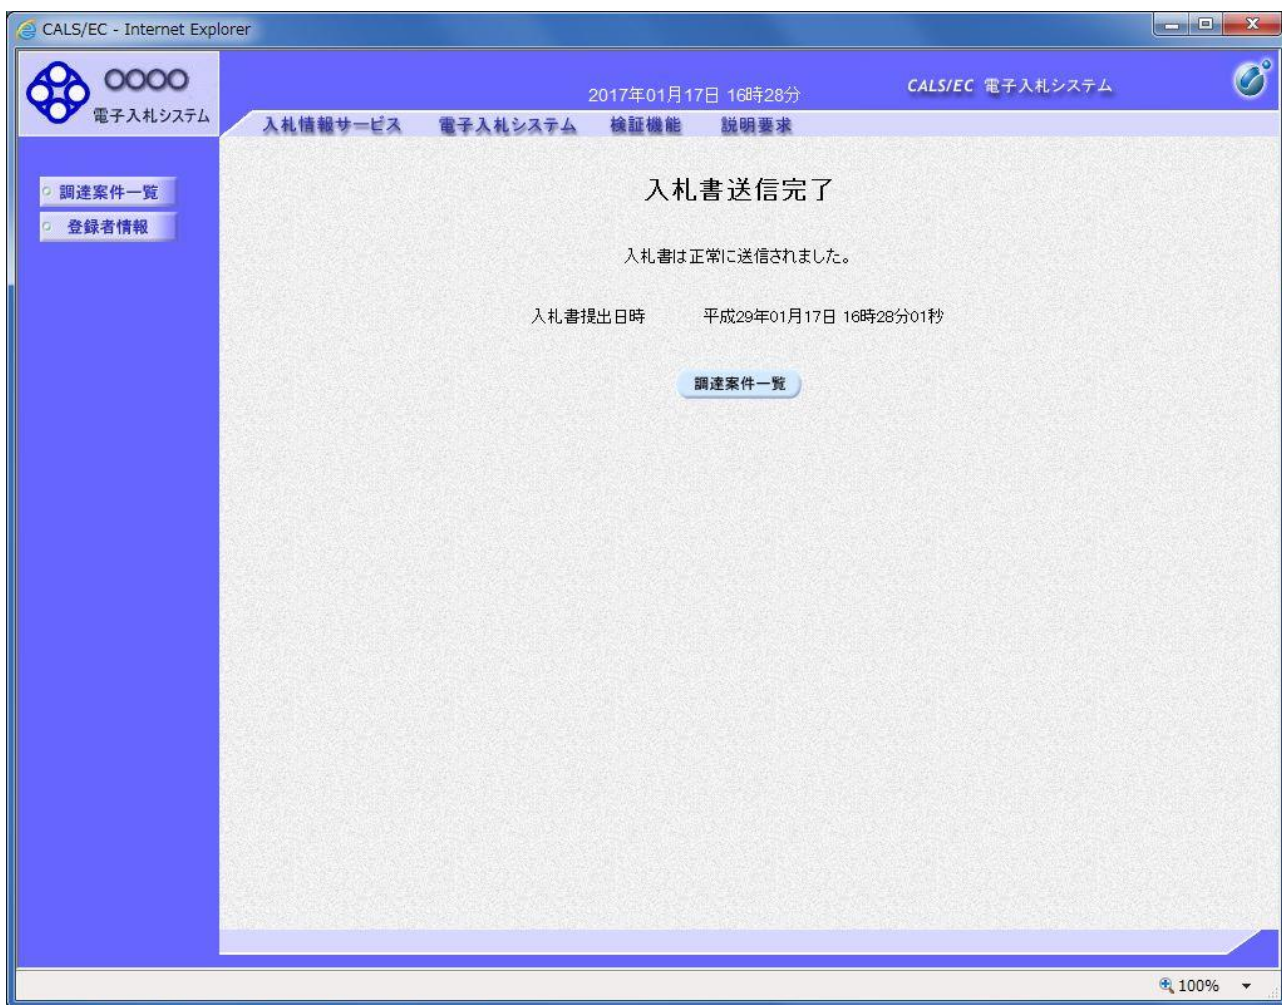 CALS/EC - Internet Explorer
○○○○
電子入札システム
2017年01月17日 16時28分
CALS/EC 電子入札システム
入札情報サービス 電子入札システム 検証機能 説明要求
調達案件一覧
登録者情報
入札書送信完了
入札書は正常に送信されました。
入札書提出日時 平成29年01月17日 16時28分01秒
調達案件一覧
100%